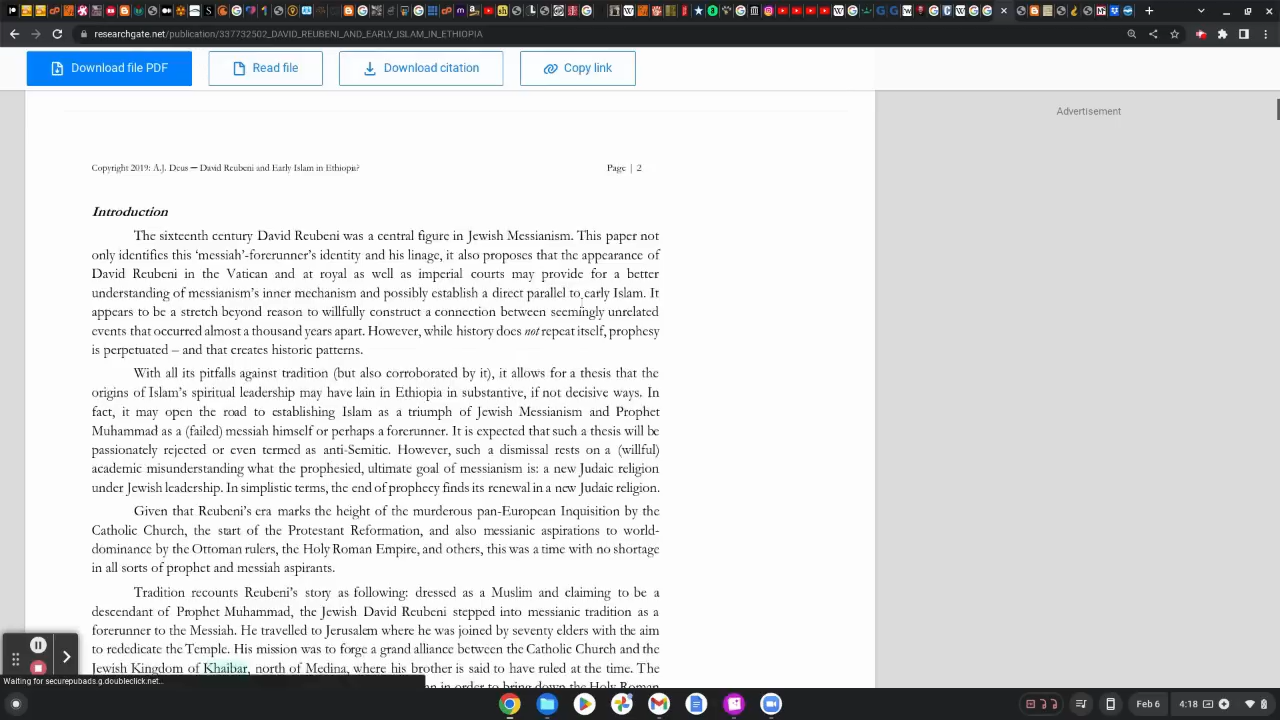 researchgate.net/publication/337732502_DAVID_REUBENI_AND_EARLY_ISLAM_IN_ETHIOPIA
Download file PDF
Read file
Download citation
Copy link
Advertisement
Copyright 2019: A.J. Deus — David Reubeni and Early Islam in Ethiopia? Page | 2
Introduction
The sixteenth century David Reubeni was a central figure in Jewish Messianism. This paper not
only identifies this ‘messiah’-forerunner’s identity and his linage, it also proposes that the appearance of
David Reubeni in the Vatican and at royal as well as imperial courts may provide for a better
understanding of messianism’s inner mechanism and possibly establish a direct parallel to early Islam. It
appears to be a stretch beyond reason to willfully construct a connection between seemingly unrelated
events that occurred almost a thousand years apart. However, while history does not repeat itself, prophesy
is perpetuated – and that creates historic patterns.
With all its pitfalls against tradition (but also corroborated by it), it allows for a thesis that the
origins of Islam’s spiritual leadership may have lain in Ethiopia in substantive, if not decisive ways. In
fact, it may open the road to establishing Islam as a triumph of Jewish Messianism and Prophet
Muhammad as a (failed) messiah himself or perhaps a forerunner. It is expected that such a thesis will be
passionately rejected or even termed as anti-Semitic. However, such a dismissal rests on a (willful)
academic misunderstanding what the prophesied, ultimate goal of messianism is: a new Judaic religion
under Jewish leadership. In simplistic terms, the end of prophecy finds its renewal in a new Judaic religion.
Given that Reubeni’s era marks the height of the murderous pan-European Inquisition by the
Catholic Church, the start of the Protestant Reformation, and also messianic aspirations to world-
dominance by the Ottoman rulers, the Holy Roman Empire, and others, this was a time with no shortage
in all sorts of prophet and messiah aspirants.
Tradition recounts Reubeni’s story as following: dressed as a Muslim and claiming to be a
descendant of Prophet Muhammad, the Jewish David Reubeni stepped into messianic tradition as a
forerunner to the Messiah. He travelled to Jerusalem where he was joined by seventy elders with the aim
to rededicate the Temple. His mission was to forge a grand alliance between the Catholic Church and the
Jewish Kingdom of Khaibar, north of Medina, where his brother is said to have ruled at the time. The
in order to bring down the Holy Roman
Waiting for securepubads.g.doubleclick.net...
Feb 6
4:18